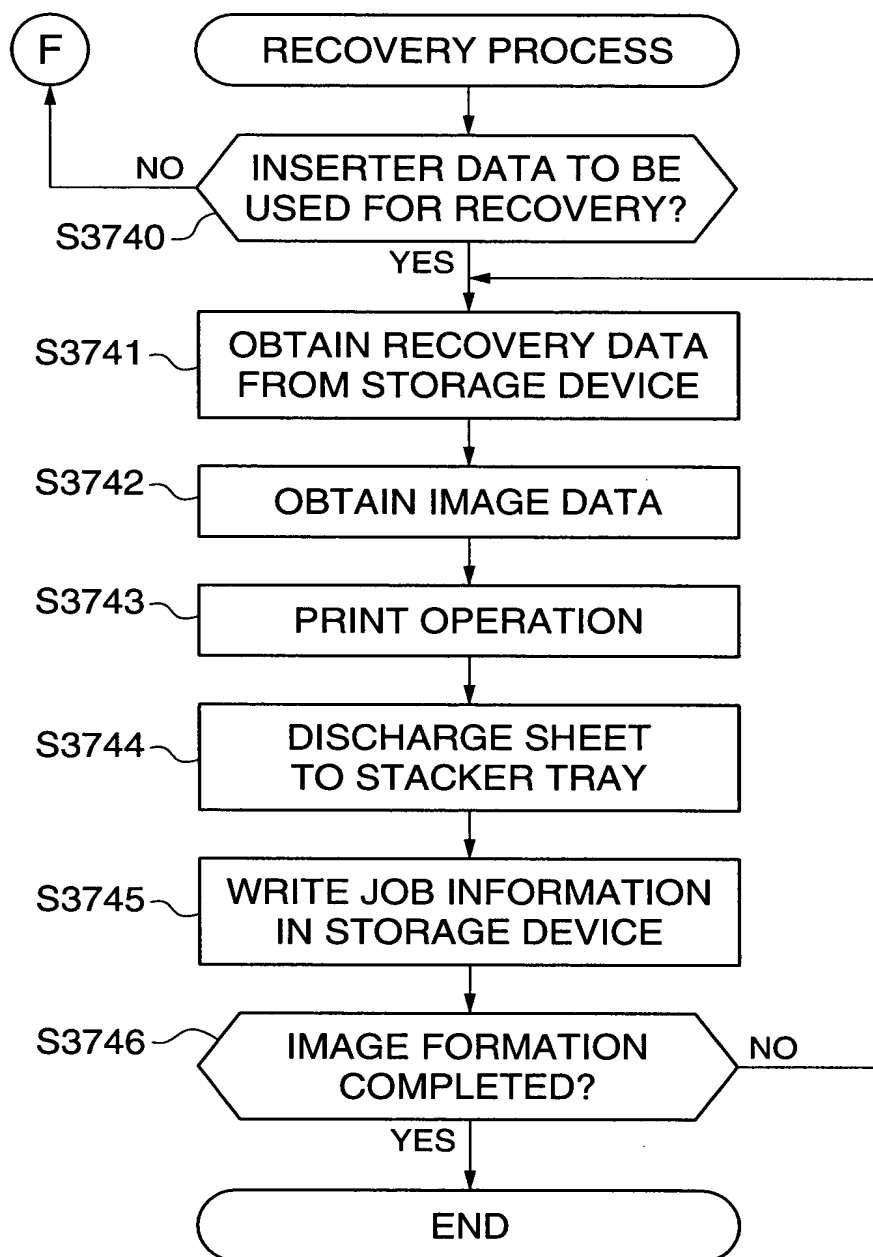 F
RECOVERY PROCESS
NO
INSERTER DATA TO BE
USED FOR RECOVERY?
S3740
YES
S3741
OBTAIN RECOVERY DATA
FROM STORAGE DEVICE
S3742
OBTAIN IMAGE DATA
S3743
PRINT OPERATION
S3744
DISCHARGE SHEET
TO STACKER TRAY
S3745
WRITE JOB INFORMATION
IN STORAGE DEVICE
S3746
IMAGE FORMATION
COMPLETED?
NO
YES
END